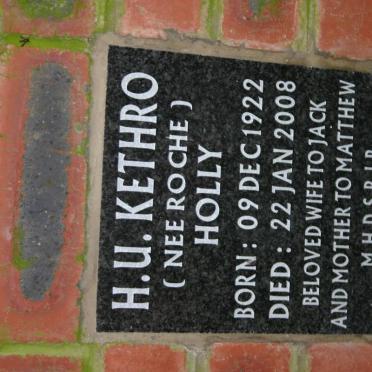 H.U. KETHRO
( NEE ROCHE )
HOLLY
BORN : 09 DEC 1922
DIED : 22 JAN 2008
BELOVED WIFE TO JACK
AND MOTHER TO MATTHEW
M.H.D.S.R.I.P.